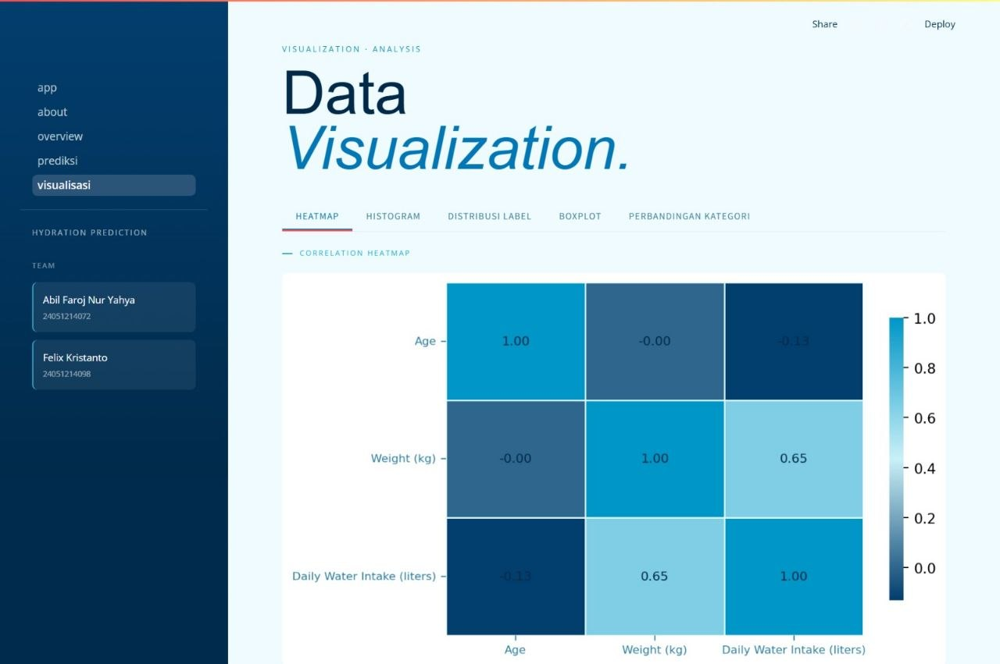 Share
Deploy
app
about
overview
prediksi
visualisasi
HYDRATION PREDICTION
TEAM
Abil Faroj Nur Yahya
24051214072
Felix Kristanto
24051214098
VISUALIZATION · ANALYSIS
Data
Visualization.
HEATMAP HISTOGRAM DISTRIBUSI LABEL BOXPLOT PERBANDINGAN KATEGORI
CORRELATION HEATMAP
Age 1.00 -0.00 -0.13
Weight (kg) -0.00 1.00 0.65
Daily Water Intake (liters) -0.13 0.65 1.00
Age Weight (kg) Daily Water Intake (liters)
1.0
0.8
0.6
0.4
0.2
0.0